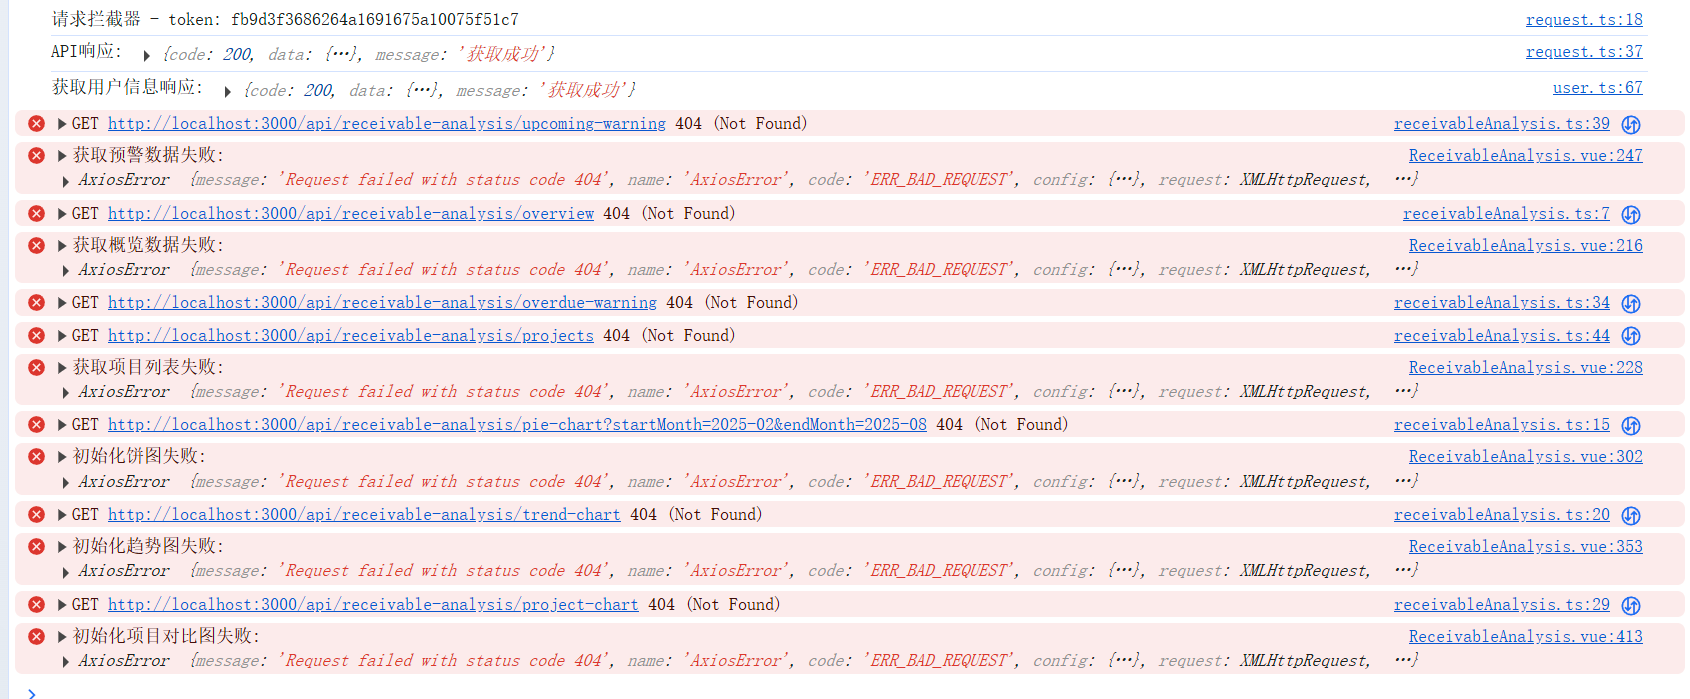 请求拦截器 - token: fb9d3f3686264a1691675a10075f51c7 request.ts:18
API响应: ▶ {code: 200, data: {…}, message: '获取成功'} request.ts:37
获取用户信息响应: ▶ {code: 200, data: {…}, message: '获取成功'} user.ts:67
▶ GET http://localhost:3000/api/receivable-analysis/upcoming-warning 404 (Not Found) receivableAnalysis.ts:39
▶ 获取预警数据失败: ReceivableAnalysis.vue:247
▶ AxiosError {message: 'Request failed with status code 404', name: 'AxiosError', code: 'ERR_BAD_REQUEST', config: {…}, request: XMLHttpRequest, …}
▶ GET http://localhost:3000/api/receivable-analysis/overview 404 (Not Found) receivableAnalysis.ts:7
▶ 获取概览数据失败: ReceivableAnalysis.vue:216
▶ AxiosError {message: 'Request failed with status code 404', name: 'AxiosError', code: 'ERR_BAD_REQUEST', config: {…}, request: XMLHttpRequest, …}
▶ GET http://localhost:3000/api/receivable-analysis/overdue-warning 404 (Not Found) receivableAnalysis.ts:34
▶ GET http://localhost:3000/api/receivable-analysis/projects 404 (Not Found) receivableAnalysis.ts:44
▶ 获取项目列表失败: ReceivableAnalysis.vue:228
▶ AxiosError {message: 'Request failed with status code 404', name: 'AxiosError', code: 'ERR_BAD_REQUEST', config: {…}, request: XMLHttpRequest, …}
▶ GET http://localhost:3000/api/receivable-analysis/pie-chart?startMonth=2025-02&endMonth=2025-08 404 (Not Found) receivableAnalysis.ts:15
▶ 初始化饼图失败: ReceivableAnalysis.vue:302
▶ AxiosError {message: 'Request failed with status code 404', name: 'AxiosError', code: 'ERR_BAD_REQUEST', config: {…}, request: XMLHttpRequest, …}
▶ GET http://localhost:3000/api/receivable-analysis/trend-chart 404 (Not Found) receivableAnalysis.ts:20
▶ 初始化趋势图失败: ReceivableAnalysis.vue:353
▶ AxiosError {message: 'Request failed with status code 404', name: 'AxiosError', code: 'ERR_BAD_REQUEST', config: {…}, request: XMLHttpRequest, …}
▶ GET http://localhost:3000/api/receivable-analysis/project-chart 404 (Not Found) receivableAnalysis.ts:29
▶ 初始化项目对比图失败: ReceivableAnalysis.vue:413
▶ AxiosError {message: 'Request failed with status code 404', name: 'AxiosError', code: 'ERR_BAD_REQUEST', config: {…}, request: XMLHttpRequest, …}